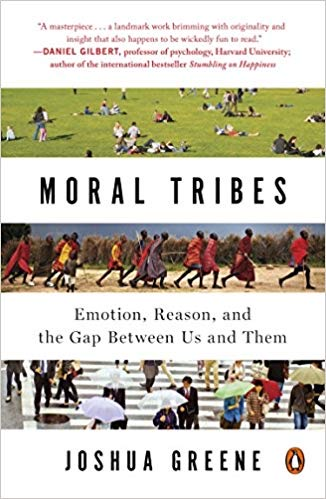 "A masterpiece . . . a landmark work brimming with originality and
insight that also happens to be wickedly fun to read."
—DANIEL GILBERT, professor of psychology, Harvard University;
author of the international bestseller Stumbling on Happiness
MORAL TRIBES
Emotion, Reason, and
the Gap Between Us and Them
JOSHUA GREENE